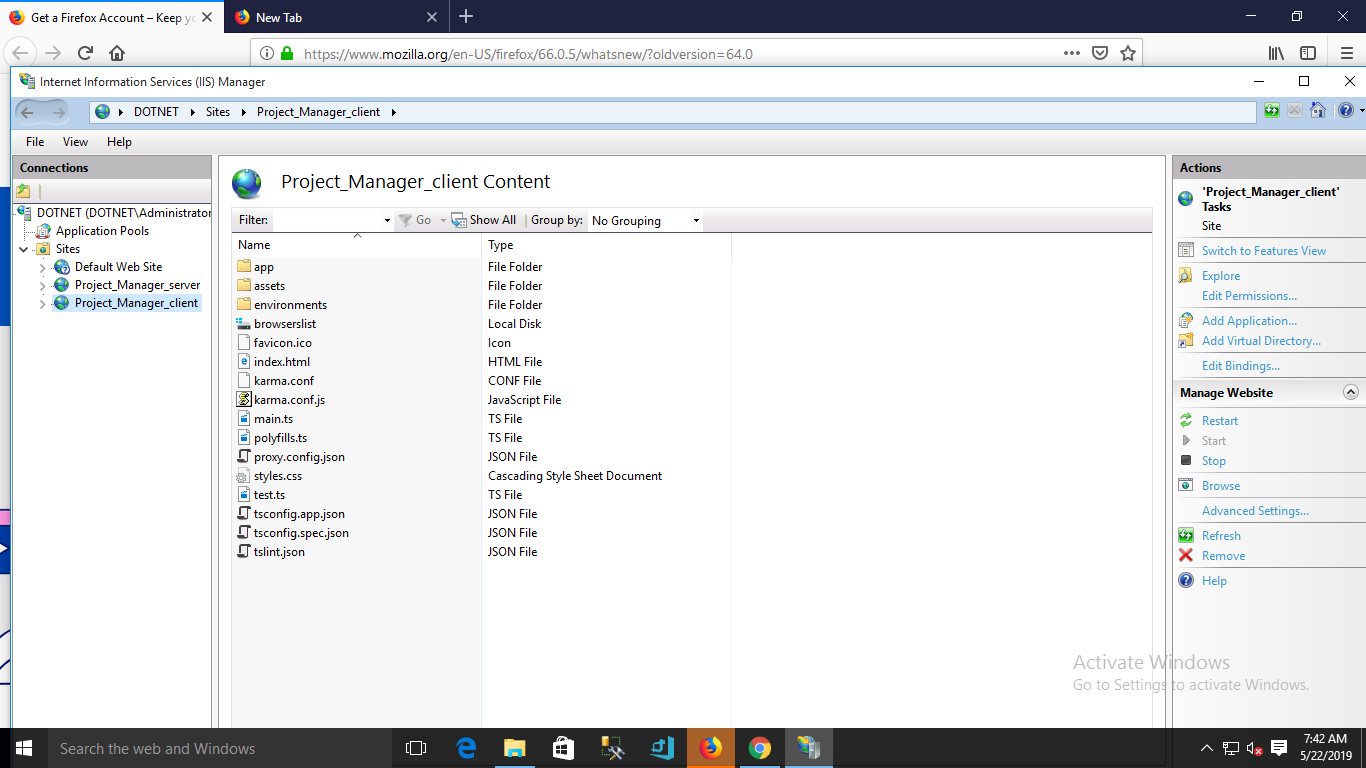 Get a Firefox Account – Keep yo
New Tab
https://www.mozilla.org/en-US/firefox/66.0.5/whatsnew/?oldversion=64.0
Internet Information Services (IIS) Manager
DOTNET Sites Project_Manager_client
File View Help
Connections
DOTNET (DOTNET\Administrator
Application Pools
Sites
Default Web Site
Project_Manager_server
Project_Manager_client
Project_Manager_client Content
Filter: Go Show All Group by: No Grouping
Name Type
app File Folder
assets File Folder
environments File Folder
browserslist Local Disk
favicon.ico Icon
index.html HTML File
karma.conf CONF File
karma.conf.js JavaScript File
main.ts TS File
polyfills.ts TS File
proxy.config.json JSON File
styles.css Cascading Style Sheet Document
test.ts TS File
tsconfig.app.json JSON File
tsconfig.spec.json JSON File
tslint.json JSON File
Actions
'Project_Manager_client'
Tasks
Site
Switch to Features View
Explore
Edit Permissions...
Add Application...
Add Virtual Directory...
Edit Bindings...
Manage Website
Restart
Start
Stop
Browse
Advanced Settings...
Refresh
Remove
Help
Activate Windows
Go to Settings to activate Windows.
Search the web and Windows
7:42 AM
5/22/2019